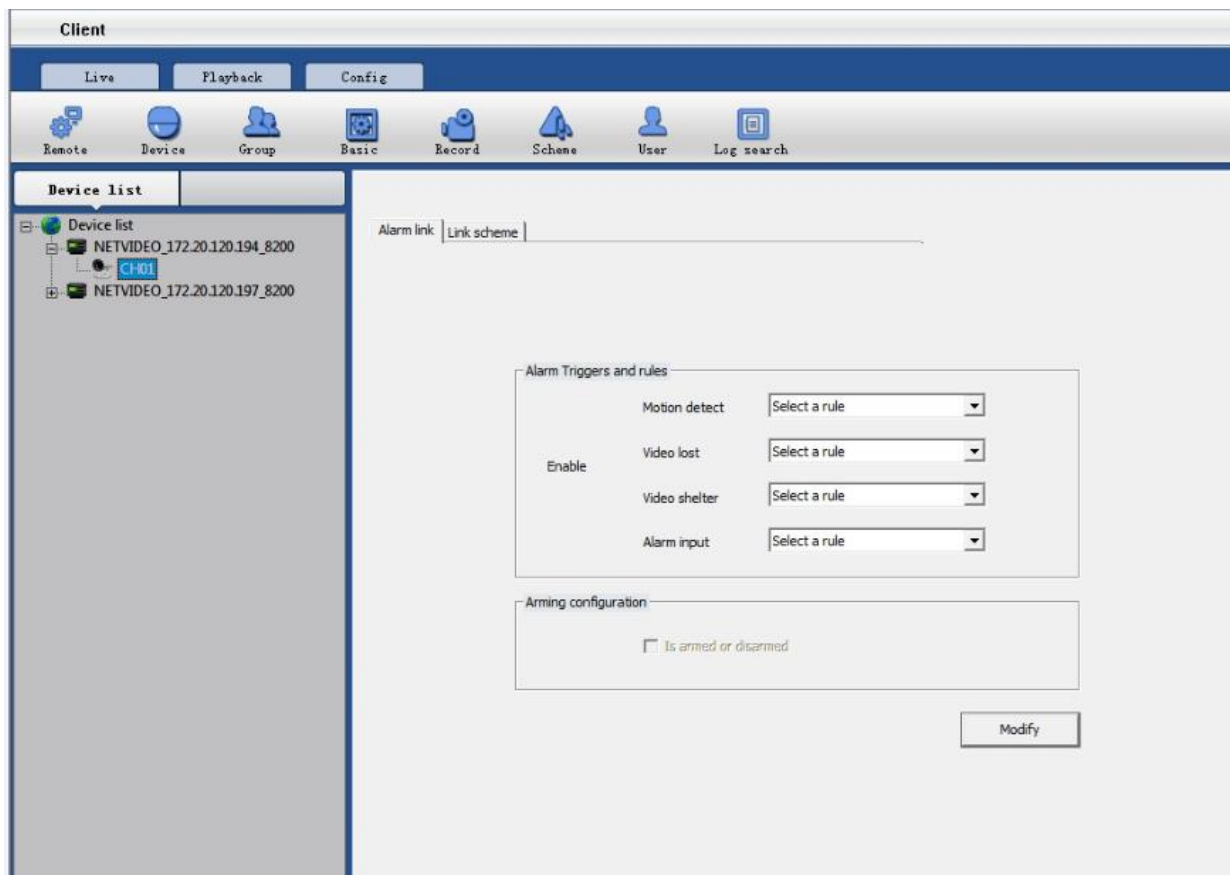 Client
Live Playback Config
Remote Device Group Basic Record Scheme User Log search
Device list
Device list
NETVIDEO_172.20.120.194_8200
CH01
NETVIDEO_172.20.120.197_8200
Alarm link Link scheme
Alarm Triggers and rules
Motion detect Select a rule
Video lost Select a rule
Enable
Video shelter Select a rule
Alarm input Select a rule
Arming configuration
Is armed or disarmed
Modify